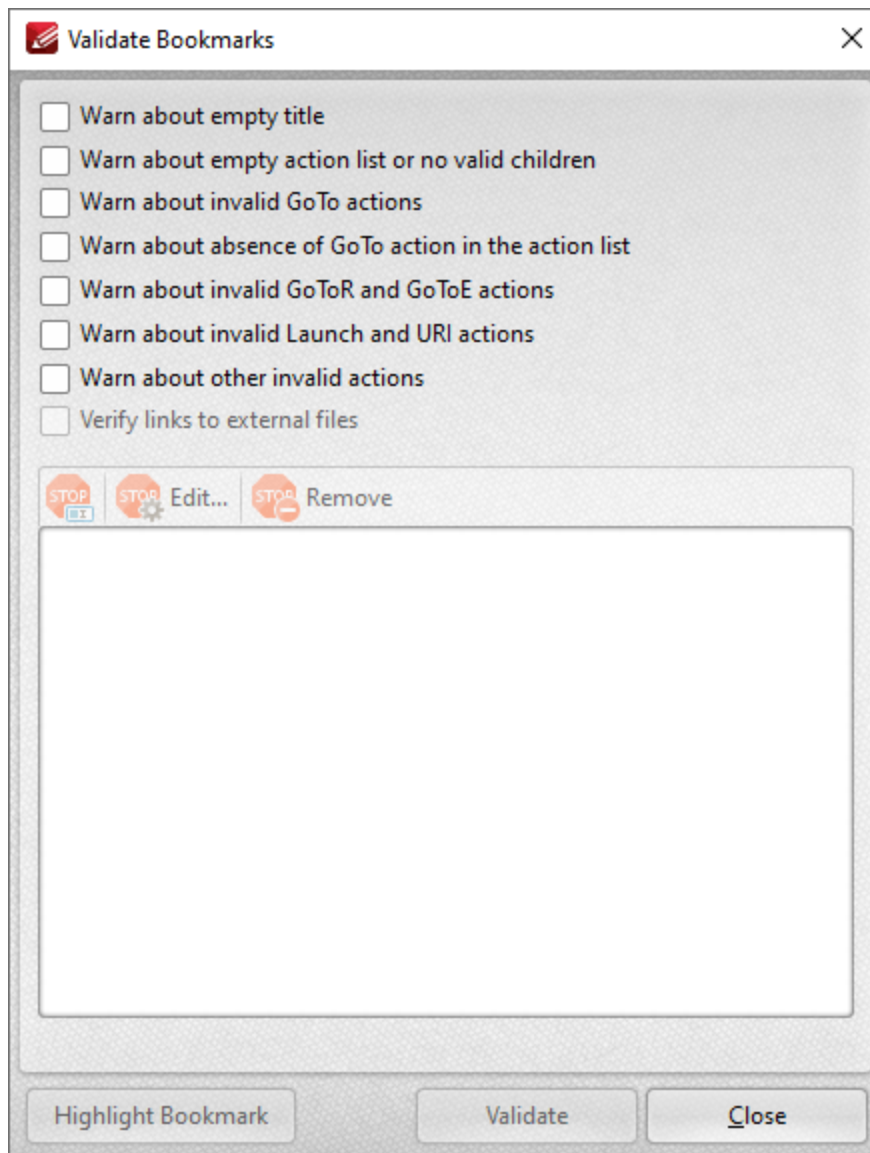 Validate Bookmarks
Warn about empty title
Warn about empty action list or no valid children
Warn about invalid GoTo actions
Warn about absence of GoTo action in the action list
Warn about invalid GoToR and GoToE actions
Warn about invalid Launch and URI actions
Warn about other invalid actions
Verify links to external files
STOP STOP Edit... STOP Remove
Highlight Bookmark Validate Close